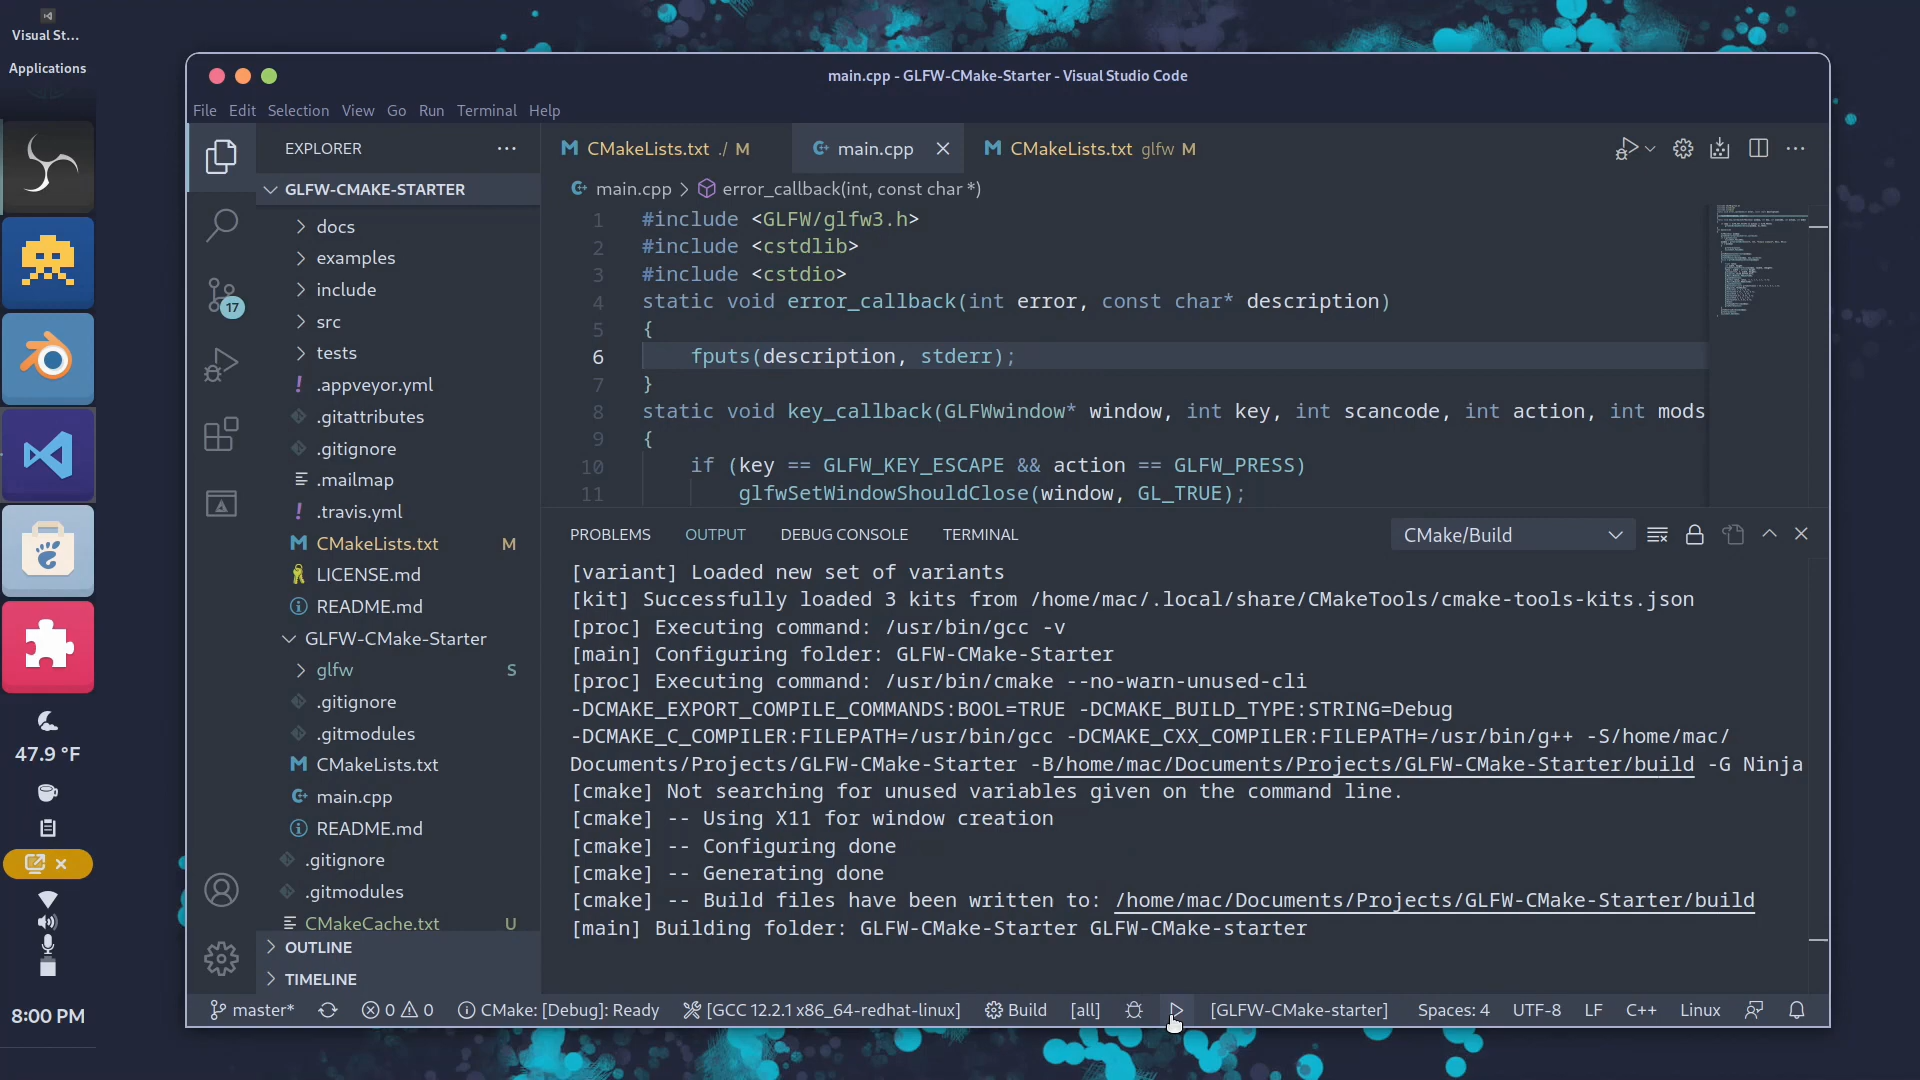 Visual St...
Applications
47.9 °F
8:00 PM
main.cpp - GLFW-CMake-Starter - Visual Studio Code
File Edit Selection View Go Run Terminal Help
EXPLORER
GLFW-CMAKE-STARTER
docs
examples
include
src
tests
! .appveyor.yml
.gitattributes
.gitignore
.mailmap
! .travis.yml
M CMakeLists.txt M
LICENSE.md
README.md
GLFW-CMake-Starter
glfw S
.gitignore
.gitmodules
M CMakeLists.txt
main.cpp
README.md
.gitignore
.gitmodules
CMakeCache.txt U
OUTLINE
TIMELINE
17
M CMakeLists.txt ./ M
main.cpp
M CMakeLists.txt glfw M
main.cpp > error_callback(int, const char *)
1 #include <GLFW/glfw3.h>
2 #include <cstdlib>
3 #include <cstdio>
4 static void error_callback(int error, const char* description)
5 {
6 fputs(description, stderr);
7 }
8 static void key_callback(GLFWwindow* window, int key, int scancode, int action, int mods
9 {
10 if (key == GLFW_KEY_ESCAPE && action == GLFW_PRESS)
11 glfwSetWindowShouldClose(window, GL_TRUE);
PROBLEMS OUTPUT DEBUG CONSOLE TERMINAL
CMake/Build
[variant] Loaded new set of variants
[kit] Successfully loaded 3 kits from /home/mac/.local/share/CMakeTools/cmake-tools-kits.json
[proc] Executing command: /usr/bin/gcc -v
[main] Configuring folder: GLFW-CMake-Starter
[proc] Executing command: /usr/bin/cmake --no-warn-unused-cli
-DCMAKE_EXPORT_COMPILE_COMMANDS:BOOL=TRUE -DCMAKE_BUILD_TYPE:STRING=Debug
-DCMAKE_C_COMPILER:FILEPATH=/usr/bin/gcc -DCMAKE_CXX_COMPILER:FILEPATH=/usr/bin/g++ -S/home/mac/
Documents/Projects/GLFW-CMake-Starter -B/home/mac/Documents/Projects/GLFW-CMake-Starter/build -G Ninja
[cmake] Not searching for unused variables given on the command line.
[cmake] -- Using X11 for window creation
[cmake] -- Configuring done
[cmake] -- Generating done
[cmake] -- Build files have been written to: /home/mac/Documents/Projects/GLFW-CMake-Starter/build
[main] Building folder: GLFW-CMake-Starter GLFW-CMake-starter
master* 0 0 CMake: [Debug]: Ready [GCC 12.2.1 x86_64-redhat-linux] Build [all] [GLFW-CMake-starter] Spaces: 4 UTF-8 LF C++ Linux